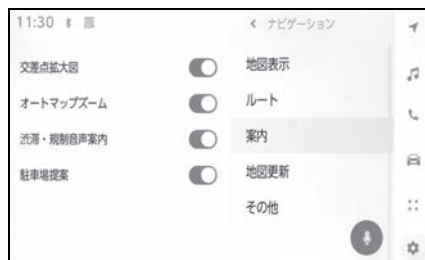 11:30
交差点拡大図
オートマップズーム
渋滞・規制音声案内
駐車場提案
ナビゲーション
地図表示
ルート
案内
地図更新
その他